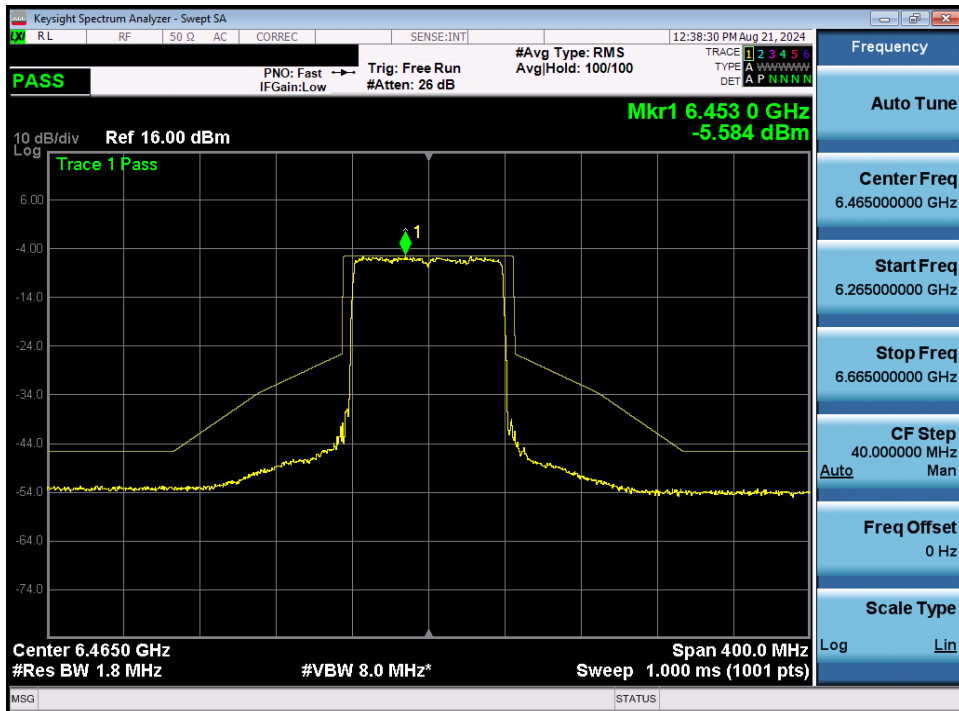 Keysight Spectrum Analyzer - Swept SA
LXI RL RF 50 Ω AC CORREC SENSE:INT 12:38:30 PM Aug 21, 2024
PASS
PNO: Fast
IFGain:Low
Trig: Free Run
#Atten: 26 dB
#Avg Type: RMS
Avg|Hold: 100/100
TRACE 1 2 3 4 5 6
TYPE A WWWWW
DET A P N N N N
Mkr1 6.453 0 GHz
-5.584 dBm
10 dB/div Ref 16.00 dBm
Log
Trace 1 Pass
1
6.00
-4.00
-14.0
-24.0
-34.0
-44.0
-54.0
-64.0
-74.0
Center 6.4650 GHz Span 400.0 MHz
#Res BW 1.8 MHz #VBW 8.0 MHz* Sweep 1.000 ms (1001 pts)
MSG STATUS
Frequency
Auto Tune
Center Freq
6.465000000 GHz
Start Freq
6.265000000 GHz
Stop Freq
6.665000000 GHz
CF Step
40.000000 MHz
Auto Man
Freq Offset
0 Hz
Scale Type
Log Lin